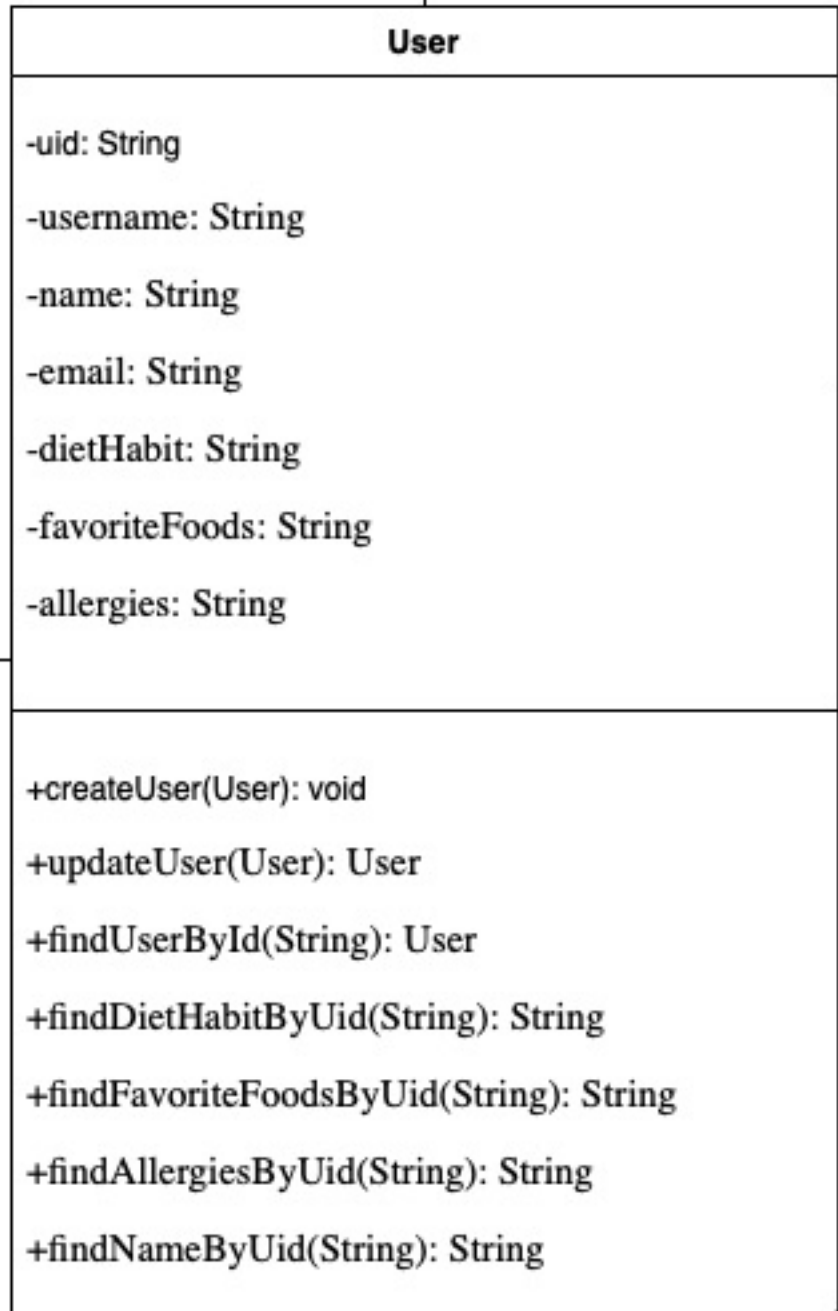 User
-uid: String
-username: String
-name: String
-email: String
-dietHabit: String
-favoriteFoods: String
-allergies: String
+createUser(User): void
+updateUser(User): User
+findUserById(String): User
+findDietHabitByUid(String): String
+findFavoriteFoodsByUid(String): String
+findAllergiesByUid(String): String
+findNameByUid(String): String